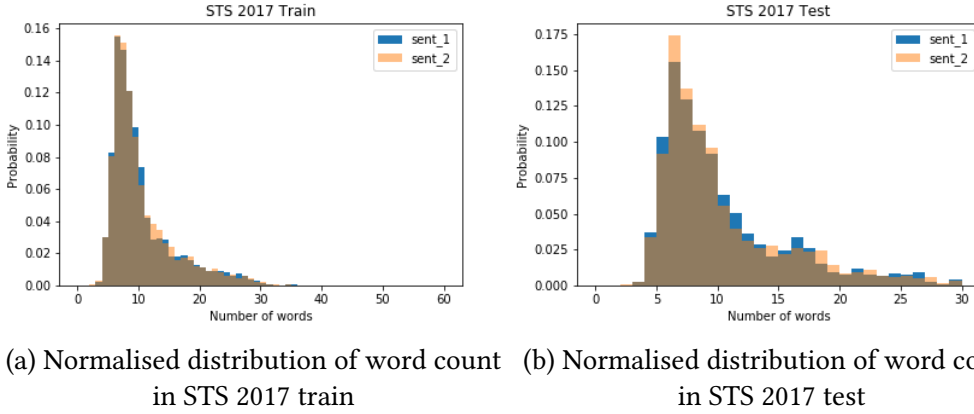 STS 2017 Train
0.16
0.14
0.12
0.10
0.08
0.06
0.04
0.02
0.00
Probability
0 10 20 30 40 50 60
Number of words
sent_1
sent_2
STS 2017 Test
0.175
0.150
0.125
0.100
0.075
0.050
0.025
0.000
Probability
0 5 10 15 20 25 30
Number of words
sent_1
sent_2
(a) Normalised distribution of word count
in STS 2017 train
(b) Normalised distribution of word co
in STS 2017 test